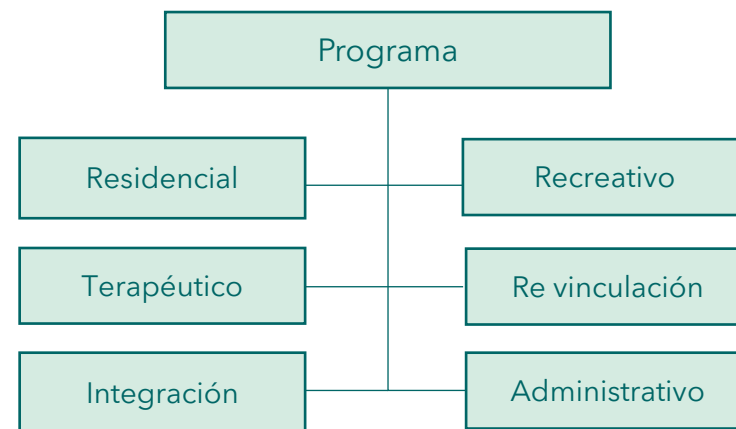 Programa
Residencial
Recreativo
Terapéutico
Re vinculación
Integración
Administrativo